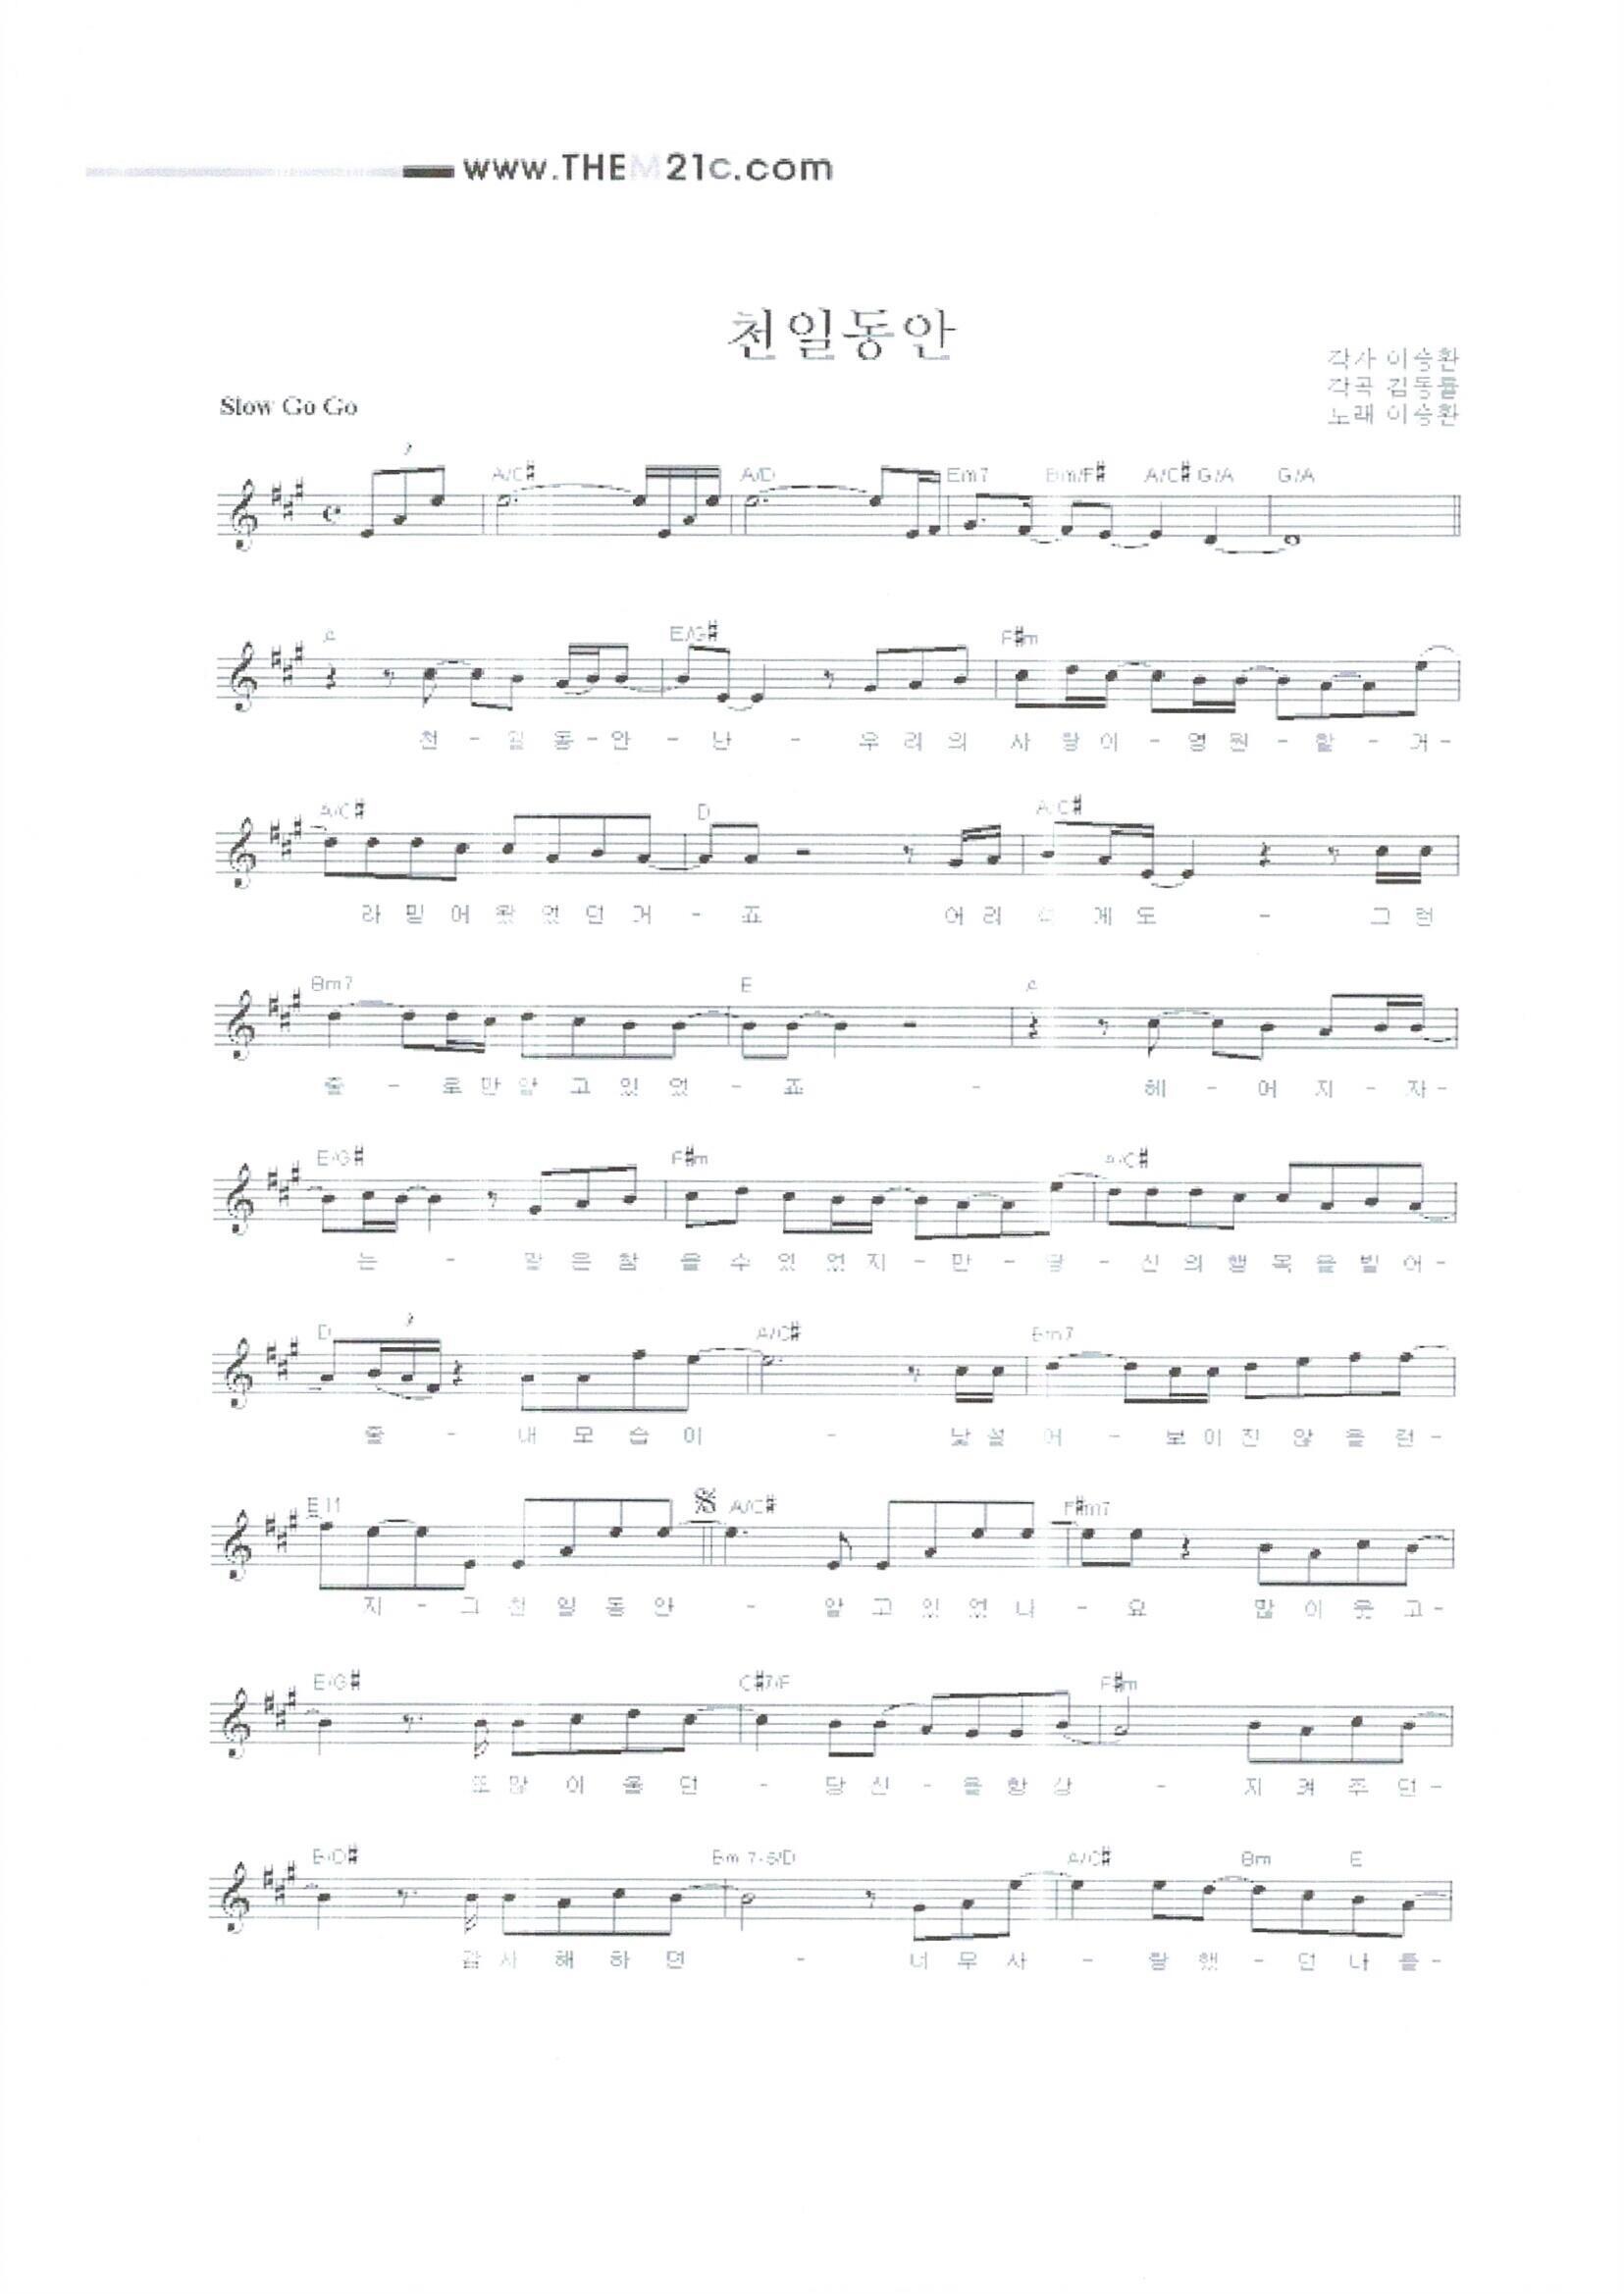 www.THEM21c.com
천일동안
작사 이승환
작곡 김동률
노래 이승환
Slow Go Go
A/C# A/D Em7 Bm/F# A/C# G/A G/A
A E/G# F#m
천 - 일 동 - 안 - 난 - 우 리 의 사 랑 이 - 영 원 - 할 - 거 -
A/C# D A/C#
라 믿 어 왔 었 던 거 - 죠 어 리 에 도 - 그 런
Bm7 E A
줄 - 로 만 알 고 있 었 - 죠 - 헤 - 어 지 - 자 -
E/G# F#m A/C#
는 - 말 은 참 을 수 있 었 지 - 만 - 당 - 신 의 행 복 을 빌 어 -
D A/C# Bm7
줄 - 내 모 습 이 - 낯 설 어 - 보 이 진 않 을 런 -
E11 A/C# F#m7
지 - 그 천 일 동 안 - 알 고 있 었 나 - 요 많 이 웃 고 -
E/G# C#7/F F#m
또 많 이 울 던 - 당 신 - 을 항 상 - 지 켜 주 던 -
B/D# Bm7-5/D A/C# Bm E
감 사 해 하 면 - 너 무 사 - 랑 했 - 던 나 를 -